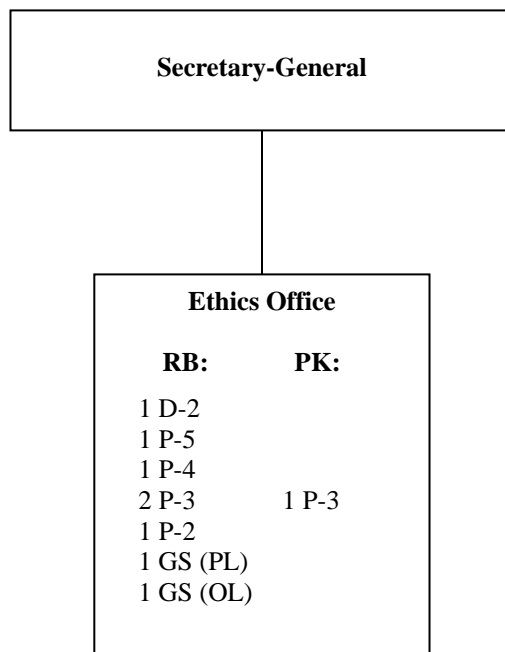 Secretary-General
Ethics Office
RB: PK:
1 D-2
1 P-5
1 P-4
2 P-3 1 P-3
1 P-2
1 GS (PL)
1 GS (OL)